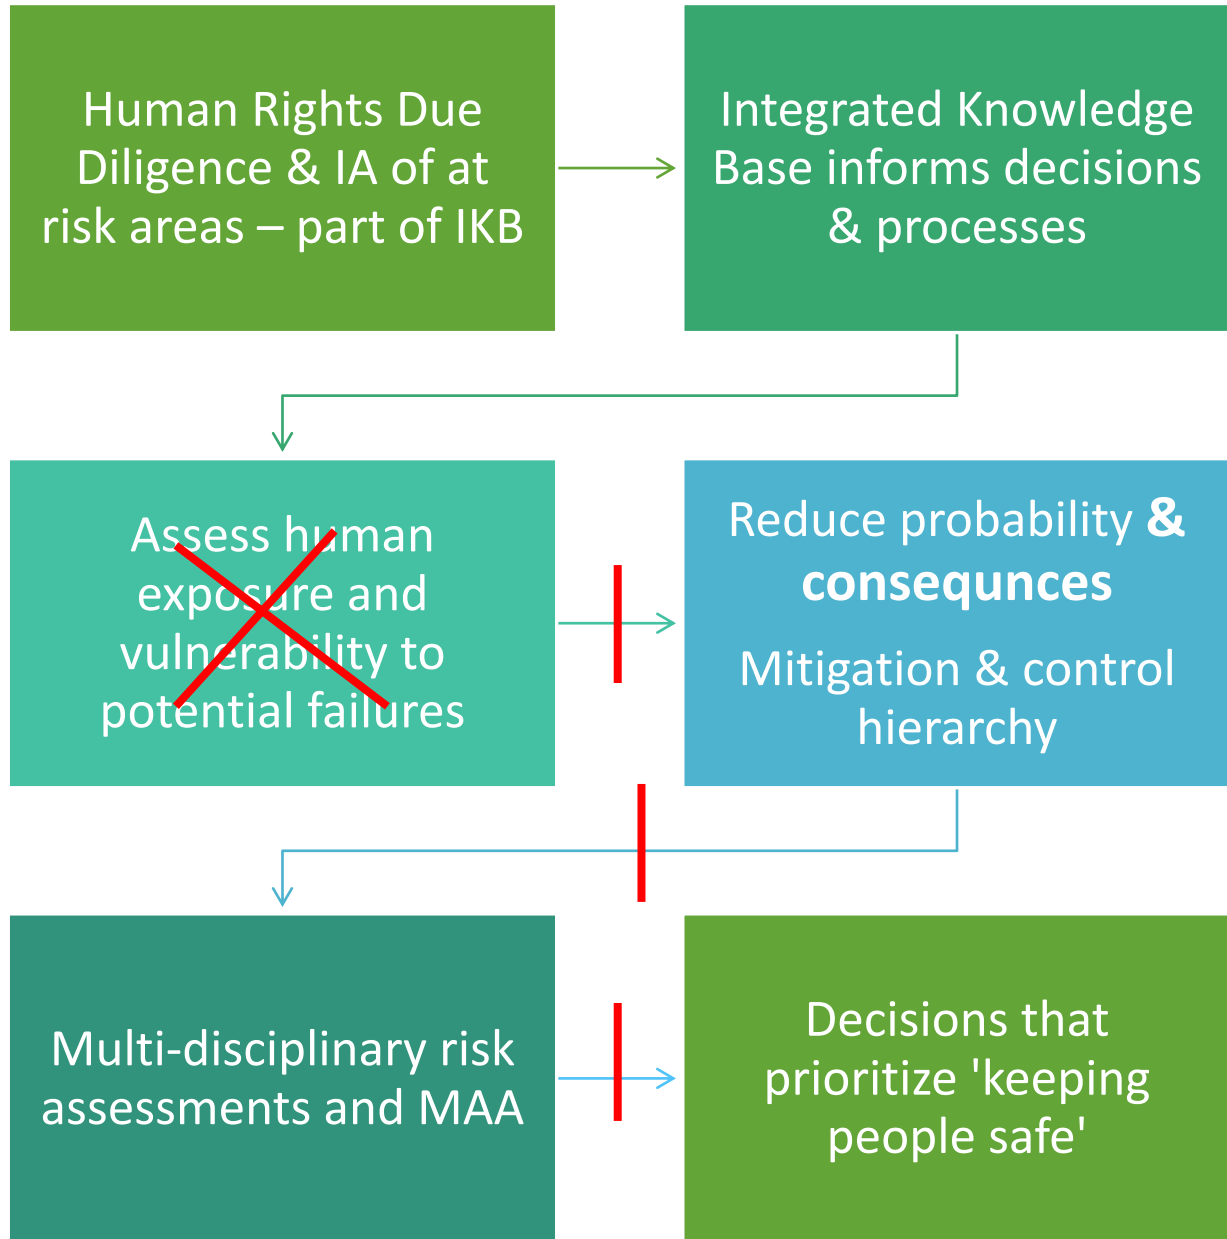 Human Rights Due
Diligence & IA of at
risk areas – part of IKB
Integrated Knowledge
Base informs decisions
& processes
Assess human
exposure and
vulnerability to
potential failures
Reduce probability &
consequnces
Mitigation & control
hierarchy
Multi-disciplinary risk
assessments and MAA
Decisions that
prioritize 'keeping
people safe'